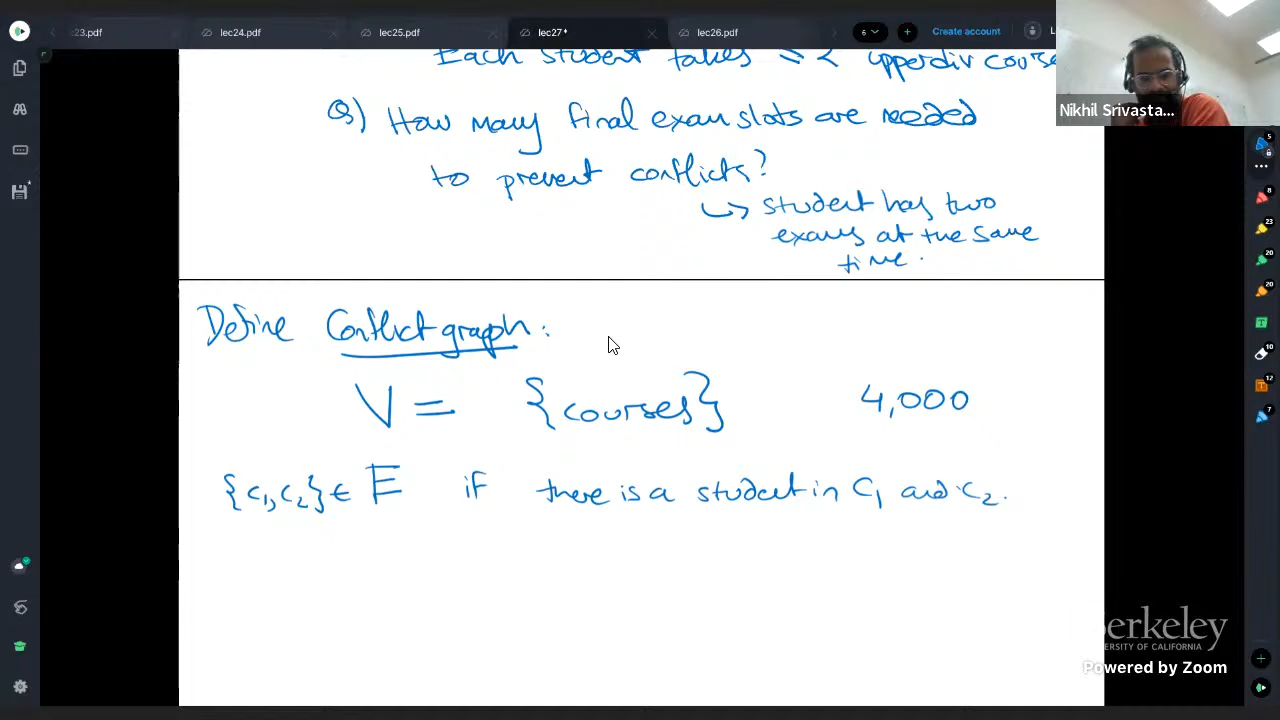 23.pdf
lec24.pdf
lec25.pdf
lec27*
lec26.pdf
6
Create account
Nikhil Srivasta...
Each student takes = 2 upperdiv course
Q) How many final exam slots are needed
to prevent conflicts?
↳ student has two
exams at the same
time.
Define Conflict graph:
V = {courses} 4,000
{c₁, c₂} ∈ E if there is a student in C₁ and C₂.
Berkeley
UNIVERSITY OF CALIFORNIA
Powered by Zoom